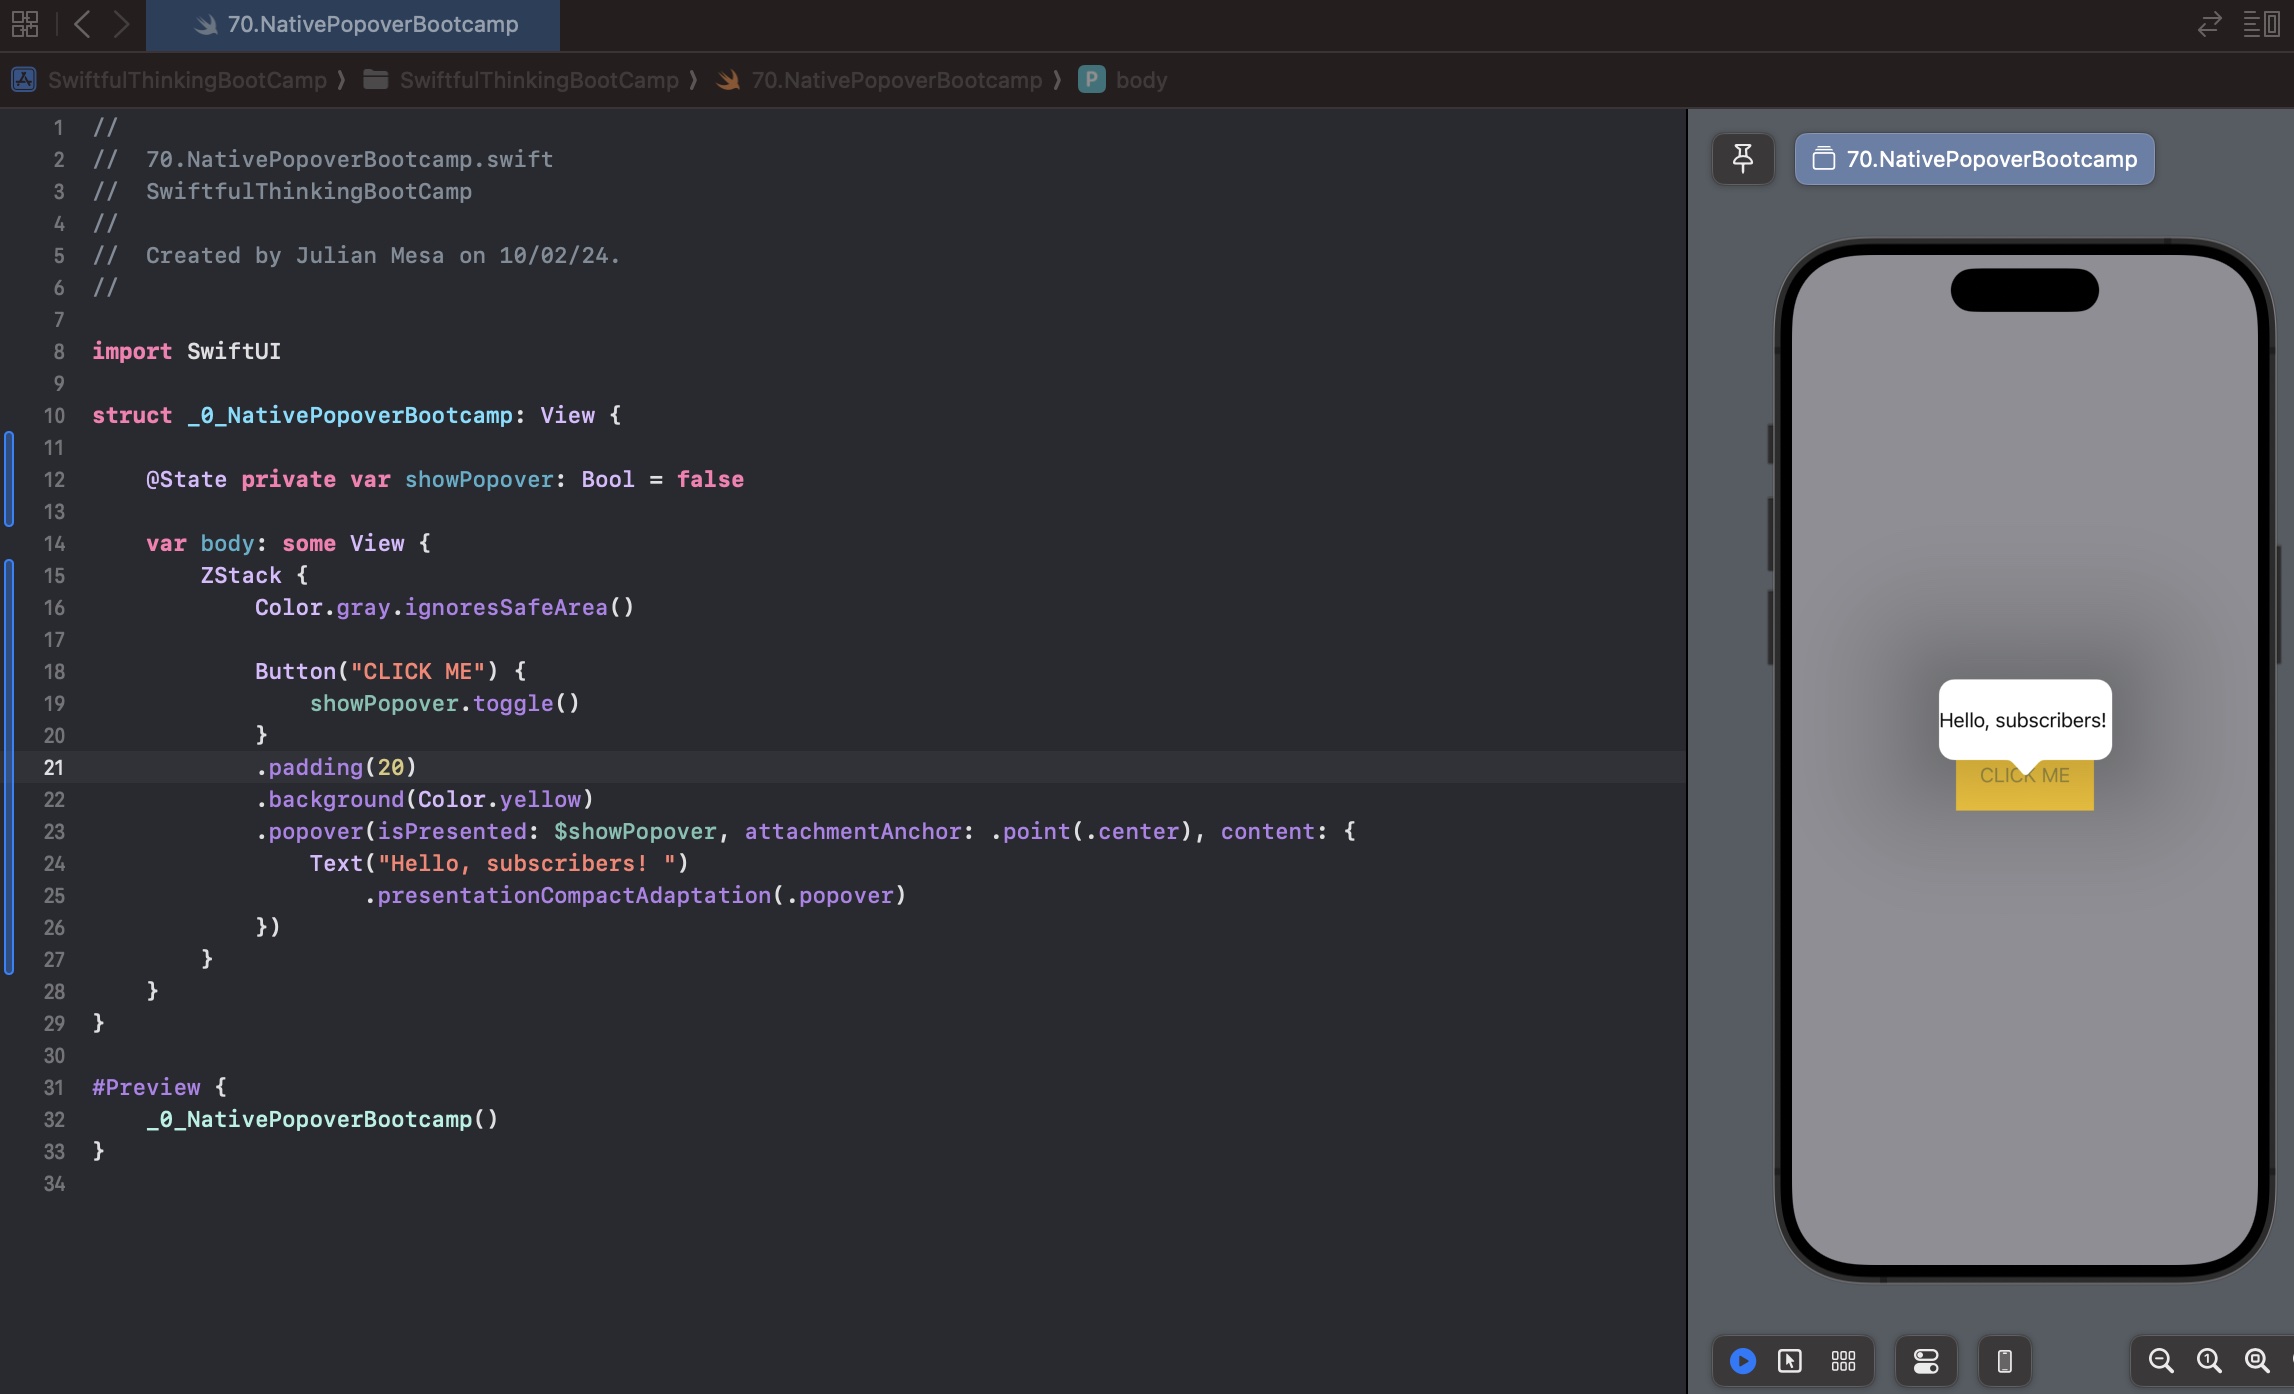 70.NativePopoverBootcamp
SwiftfulThinkingBootCamp ⟩ SwiftfulThinkingBootCamp ⟩ 70.NativePopoverBootcamp ⟩ P body
1 //
2 //  70.NativePopoverBootcamp.swift
3 //  SwiftfulThinkingBootCamp
4 //
5 //  Created by Julian Mesa on 10/02/24.
6 //
7
8 import SwiftUI
9
10 struct _0_NativePopoverBootcamp: View {
11
12     @State private var showPopover: Bool = false
13
14     var body: some View {
15         ZStack {
16             Color.gray.ignoresSafeArea()
17
18             Button("CLICK ME") {
19                 showPopover.toggle()
20             }
21             .padding(20)
22             .background(Color.yellow)
23             .popover(isPresented: $showPopover, attachmentAnchor: .point(.center), content: {
24                 Text("Hello, subscribers! ")
25                     .presentationCompactAdaptation(.popover)
26             })
27         }
28     }
29 }
30
31 #Preview {
32     _0_NativePopoverBootcamp()
33 }
34
70.NativePopoverBootcamp
Hello, subscribers!
CLICK ME